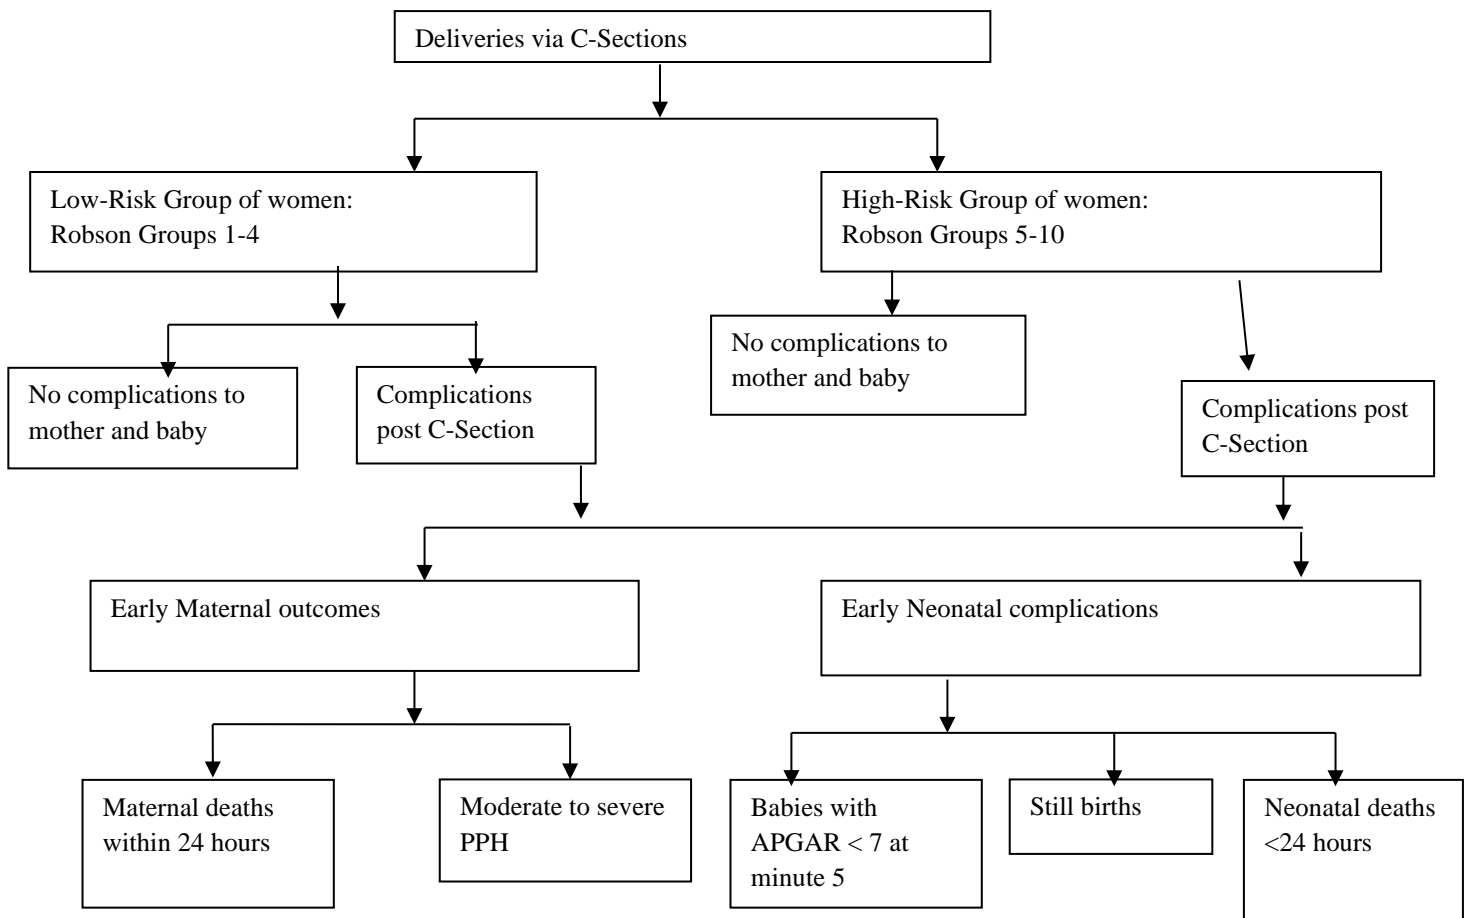 Deliveries via C-Sections
Low-Risk Group of women:
Robson Groups 1-4
High-Risk Group of women:
Robson Groups 5-10
No complications to
mother and baby
Complications
post C-Section
No complications to
mother and baby
Complications post
C-Section
Early Maternal outcomes
Early Neonatal complications
Maternal deaths
within 24 hours
Moderate to severe
PPH
Babies with
APGAR < 7 at
minute 5
Still births
Neonatal deaths
<24 hours